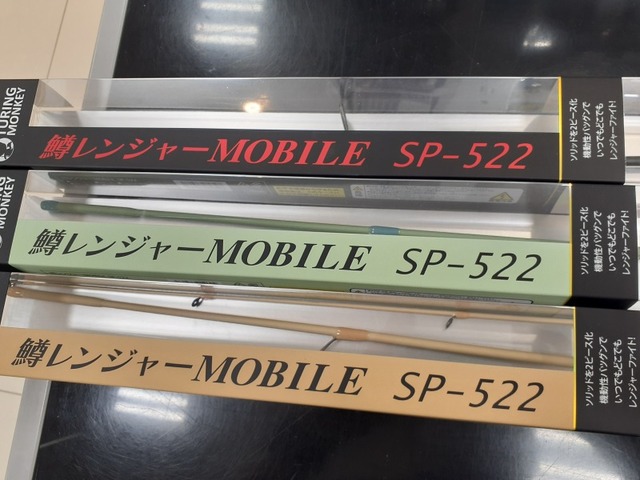 TURING
MONKEY
鱒レンジャーMOBILE SP-522
ソリッドを2ピース化
機動性バツグンで
いつでもどこでも
レンジャーファイト!
TURING
MONKEY
鱒レンジャーMOBILE SP-522
ソリッドを2ピース化
機動性バツグンで
いつでもどこでも
レンジャーファイト!
鱒レンジャーMOBILE SP-522
ソリッドを2ピース化
機動性バツグンで
いつでもどこでも
レンジャーファイト!